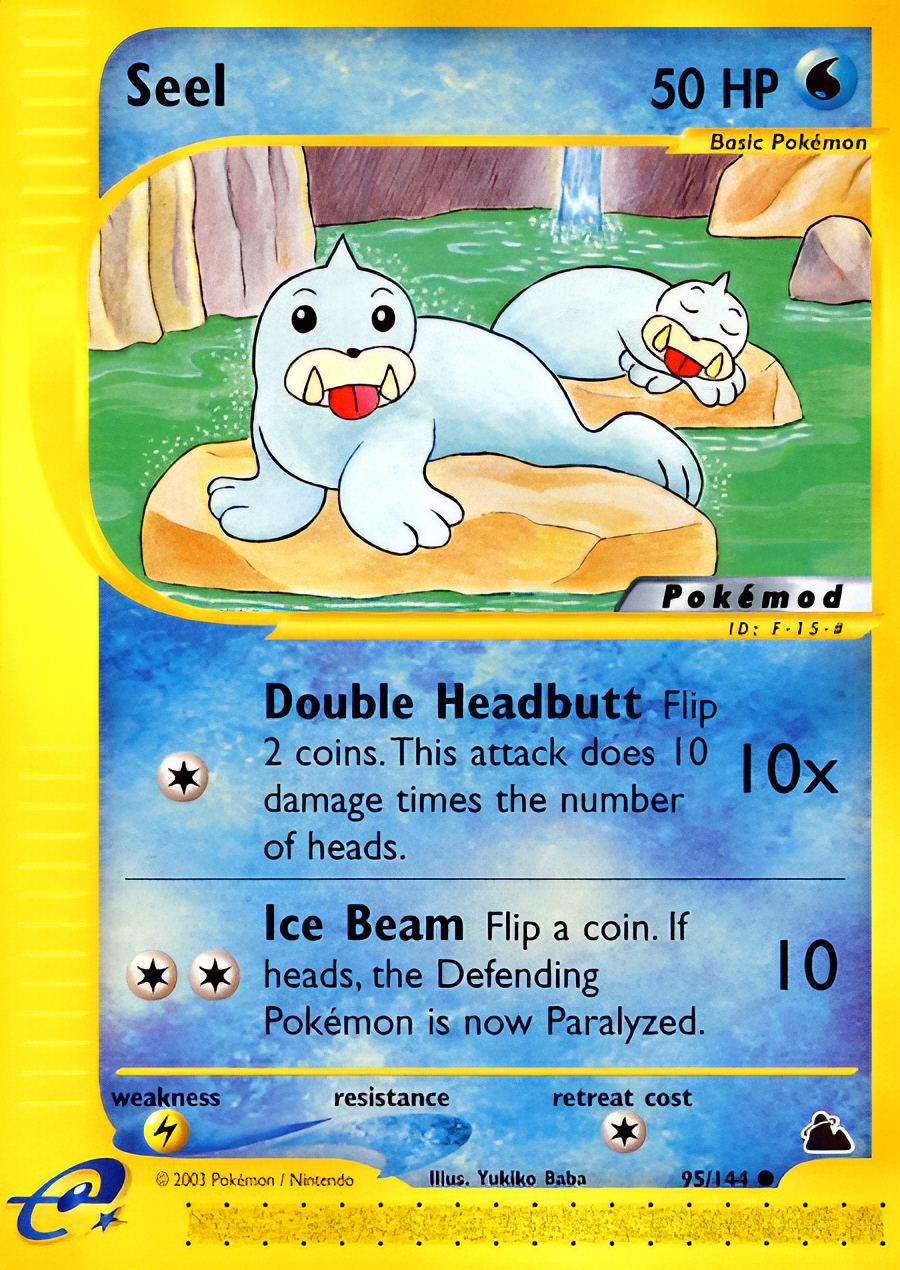 Seel
50 HP
Basic Pokémon
Pokémod
ID: F-15-#
Double Headbutt Flip
2 coins. This attack does 10
damage times the number
of heads.
10x
Ice Beam Flip a coin. If
heads, the Defending
Pokémon is now Paralyzed.
10
weakness
resistance
retreat cost
© 2003 Pokémon / Nintendo
Illus. Yukiko Baba
95/144